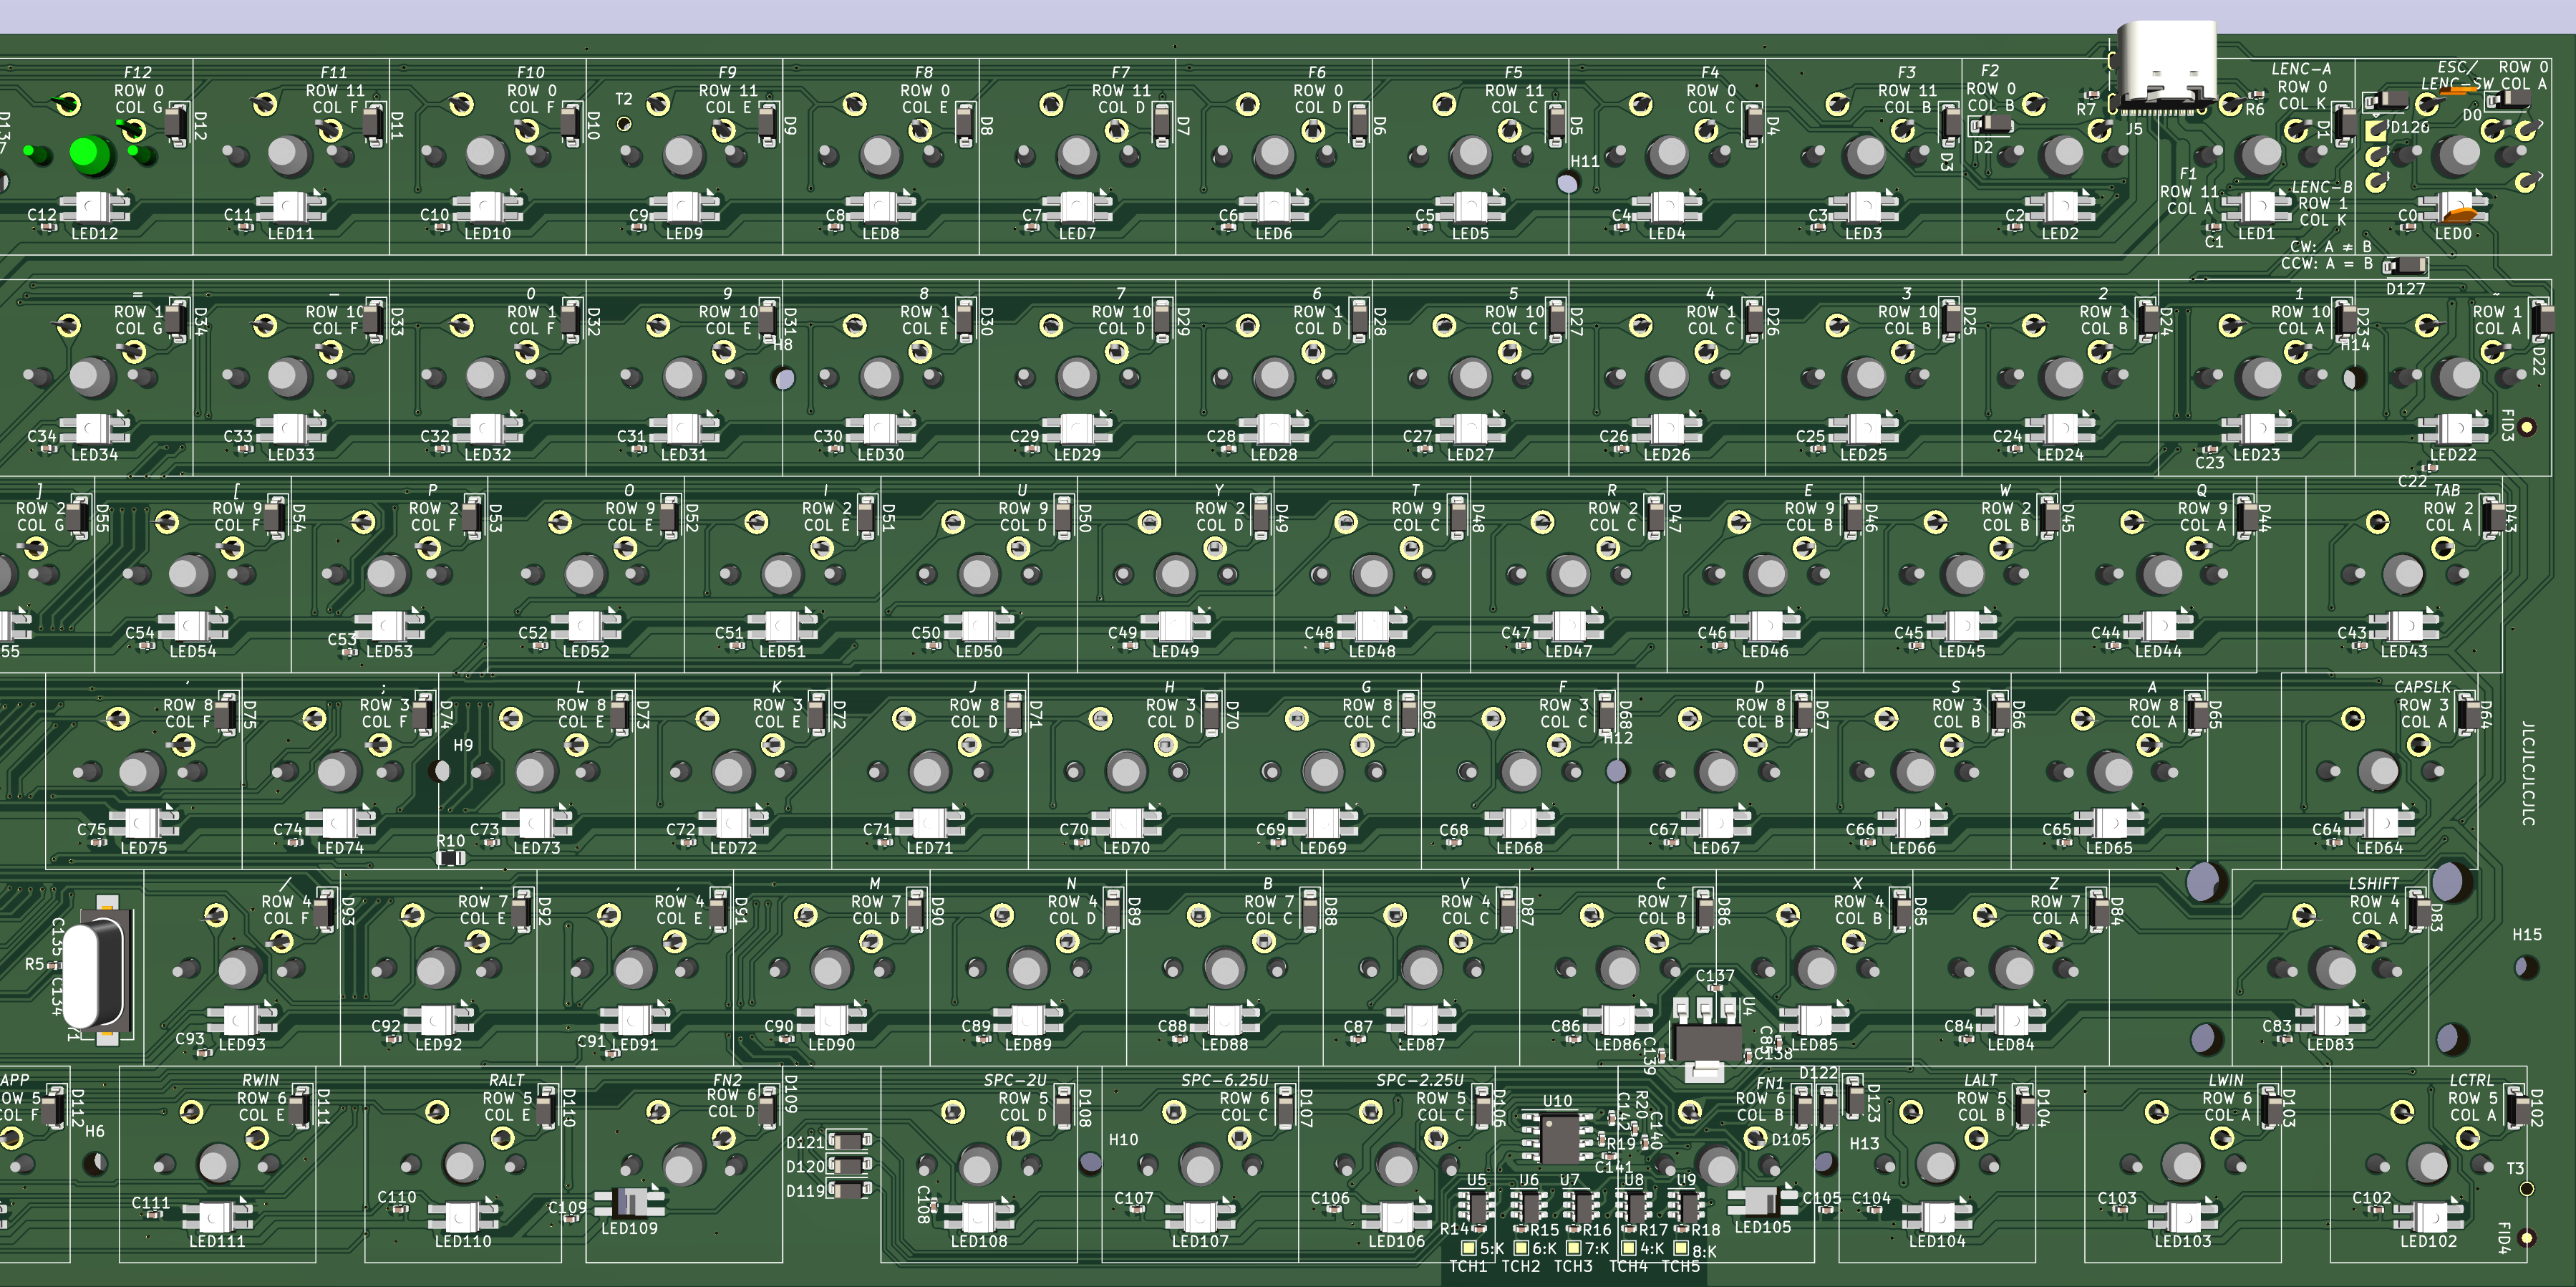 F12 F11 F10 F9 F8 F7 F6 F5 F4 F3 F2 LENC-A ESC/ LENC-SW
ROW 0 COL G D12
ROW 11 COL F D11
ROW 0 COL F D10
T2
ROW 11 COL E D9
ROW 0 COL E D8
ROW 11 COL D D7
ROW 0 COL D D6
ROW 11 COL C D5
H11
ROW 0 COL C D4
ROW 11 COL B D3
ROW 0 COL B D2
R7 J5 R6
ROW 0 COL K D1
ROW 0 COL A D0
D126
F1 ROW 11 COL A
LENC-B ROW 1 COL K
C12 C11 C10 C9 C8 C7 C6 C5 C4 C3 C2 C1 C0
LED12 LED11 LED10 LED9 LED8 LED7 LED6 LED5 LED4 LED3 LED2 LED1 LED0
CW: A ≠ B
CCW: A = B
D127
= - 0 9 8 7 6 5 4 3 2 1 ~
ROW 1 COL G D34
ROW 10 COL F D33
ROW 1 COL F D32
ROW 10 COL E D31
H8
ROW 1 COL E D30
ROW 10 COL D D29
ROW 1 COL D D28
ROW 10 COL C D27
ROW 1 COL C D26
ROW 10 COL B D25
ROW 1 COL B D24
ROW 10 COL A D23
H14
ROW 1 COL A D22
FID3
C34 C33 C32 C31 C30 C29 C28 C27 C26 C25 C24 C23 C22
LED34 LED33 LED32 LED31 LED30 LED29 LED28 LED27 LED26 LED25 LED24 LED23 LED22
] [ P O I U Y T R E W Q TAB
ROW 2 COL G D55
ROW 9 COL F D54
ROW 2 COL F D53
ROW 9 COL E D52
ROW 2 COL E D51
ROW 9 COL D D50
ROW 2 COL D D49
ROW 9 COL C D48
ROW 2 COL C D47
ROW 9 COL B D46
ROW 2 COL B D45
ROW 9 COL A D44
ROW 2 COL A D43
C54 C53 C52 C51 C50 C49 C48 C47 C46 C45 C44 C43
55 LED54 LED53 LED52 LED51 LED50 LED49 LED48 LED47 LED46 LED45 LED44 LED43
' ; L K J H G F D S A CAPSLK
ROW 8 COL F D75
ROW 3 COL F D74
H9
ROW 8 COL E D73
ROW 3 COL E D72
ROW 8 COL D D71
ROW 3 COL D D70
ROW 8 COL C D69
ROW 3 COL C D68
H12
ROW 8 COL B D67
ROW 3 COL B D66
ROW 8 COL A D65
ROW 3 COL A D64
JLCJLCJLCJLC
C75 C74 R10 C73 C72 C71 C70 C69 C68 C67 C66 C65 C64
LED75 LED74 LED73 LED72 LED71 LED70 LED69 LED68 LED67 LED66 LED65 LED64
/ . , M N B V C X Z LSHIFT
C135 R5 C134
ROW 4 COL F D93
ROW 7 COL E D92
ROW 4 COL E D91
ROW 7 COL D D90
ROW 4 COL D D89
ROW 7 COL C D88
ROW 4 COL C D87
ROW 7 COL B D86
ROW 4 COL B D85
ROW 7 COL A D84
ROW 4 COL A D83
H15
C137 U4 C139 C138 C85
C93 C92 C91 C90 C89 C88 C87 C86 C84 C83
LED93 LED92 LED91 LED90 LED89 LED88 LED87 LED86 LED85 LED84 LED83
APP RWIN RALT FN2 SPC-2U SPC-6.25U SPC-2.25U FN1 LALT LWIN LCTRL
COL F D112
H6
ROW 6 COL E D111
ROW 5 COL E D110
ROW 6 COL D D109
D121
D120
D119
ROW 5 COL D D108
H10
ROW 6 COL C D107
ROW 5 COL C D106
U10 C142 R20 C140 R19 C141
ROW 6 COL B D105
D122 D123
H13
ROW 5 COL B D104
ROW 6 COL A D103
ROW 5 COL A D102
T3
U5 U6 U7 U8 U9
C111 C110 C109 C108 C107 C106 C105 C104 C103 C102
R14 R15 R16 R17 R18
LED111 LED110 LED109 LED108 LED107 LED106 LED105 LED104 LED103 LED102
5:K 6:K 7:K 4:K 8:K
TCH1 TCH2 TCH3 TCH4 TCH5
FID4